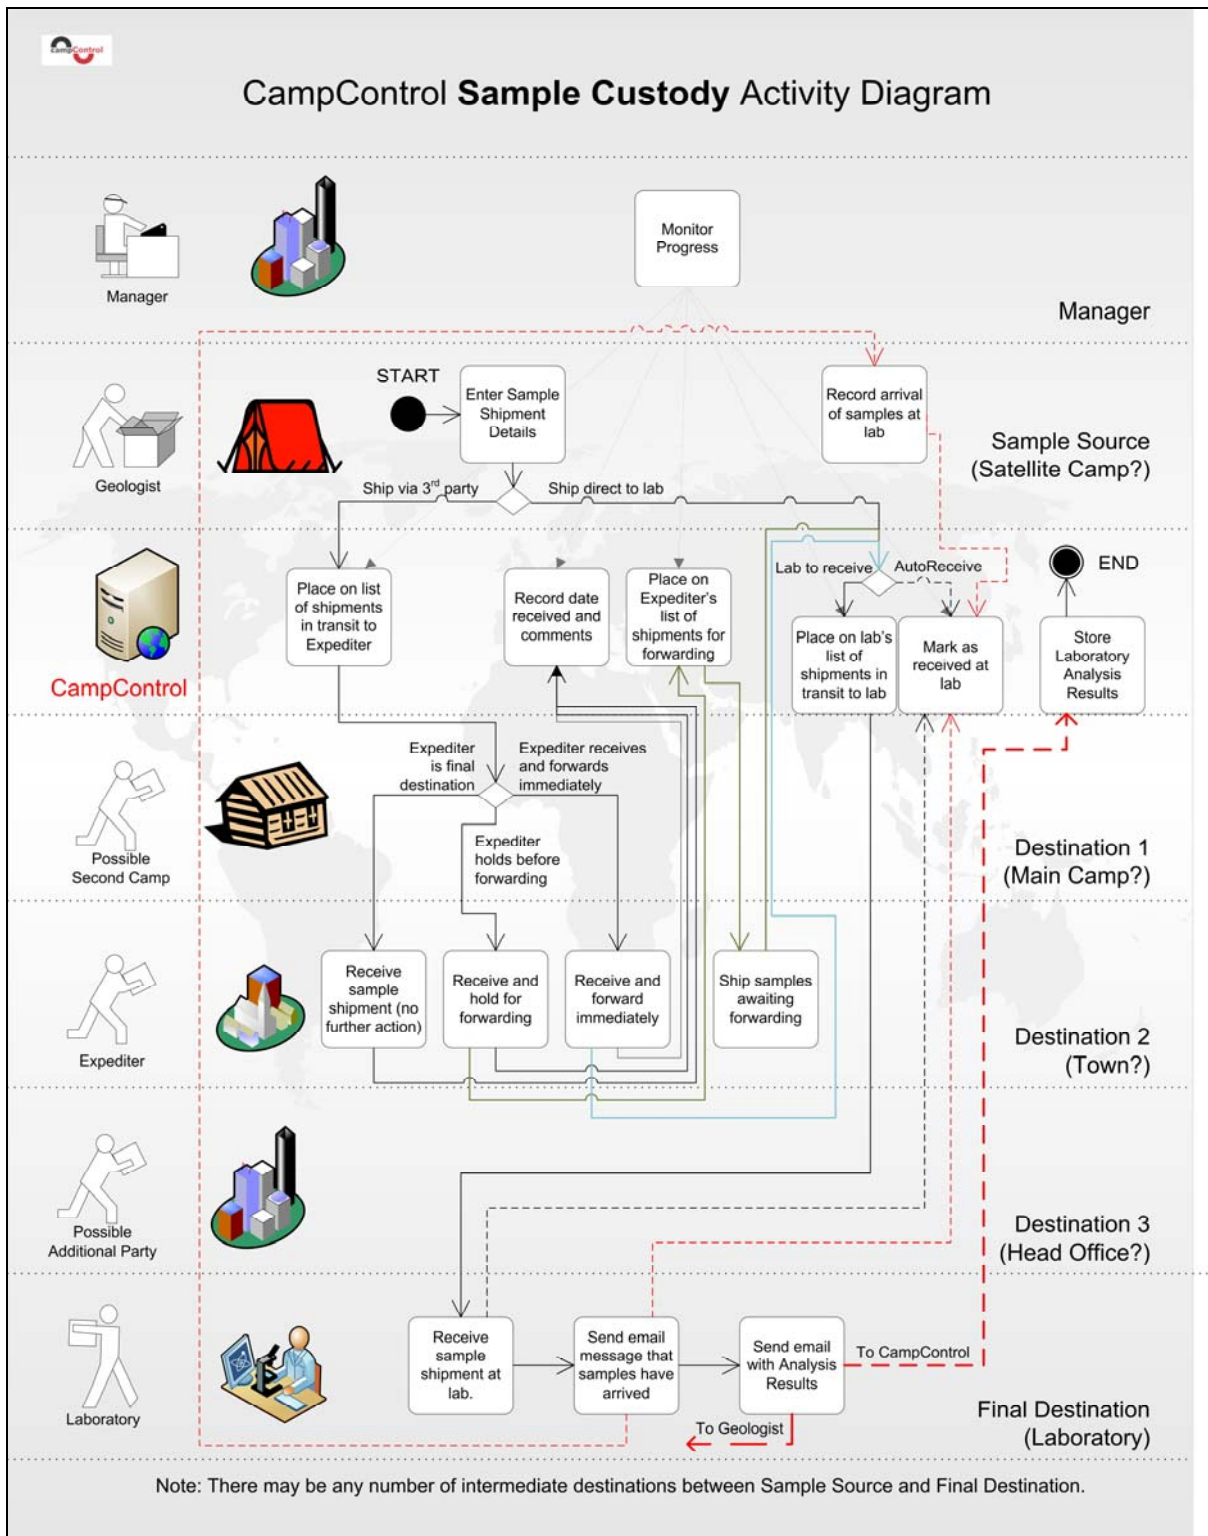 campControl
CampControl Sample Custody Activity Diagram
Manager
Monitor
Progress
Manager
START
Enter Sample
Shipment
Details
Record arrival
of samples at
lab
Sample Source
(Satellite Camp?)
Geologist
Ship via 3rd party
Ship direct to lab
Lab to receive
AutoReceive
END
Place on list
of shipments
in transit to
Expediter
Record date
received and
comments
Place on
Expediter's
list of
shipments for
forwarding
Place on lab's
list of
shipments in
transit to lab
Mark as
received at
lab
Store
Laboratory
Analysis
Results
CampControl
Expediter
is final
destination
Expediter receives
and forwards
immediately
Expediter
holds before
forwarding
Possible
Second Camp
Destination 1
(Main Camp?)
Receive
sample
shipment (no
further action)
Receive and
hold for
forwarding
Receive and
forward
immediately
Ship samples
awaiting
forwarding
Expediter
Destination 2
(Town?)
Possible
Additional Party
Destination 3
(Head Office?)
Receive
sample
shipment at
lab.
Send email
message that
samples have
arrived
Send email
with Analysis
Results
To CampControl
To Geologist
Laboratory
Final Destination
(Laboratory)
Note: There may be any number of intermediate destinations between Sample Source and Final Destination.